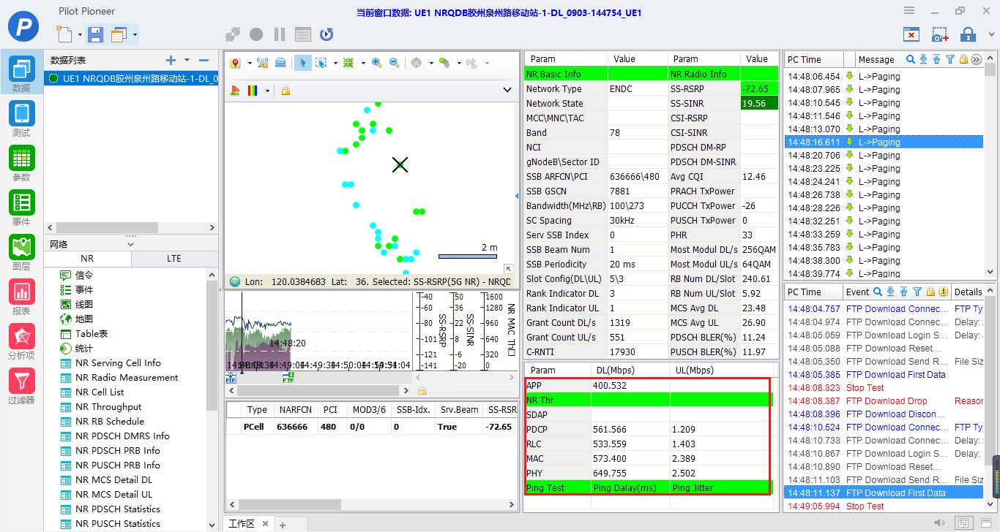 Pilot Pioneer
当前窗口数据: UE1 NRQDB胶州泉州路移动站-1-DL_0903-144754_UE1
数据
测试
参数
事件
图层
报表
分析项
过滤器
数据列表
UE1 NRQDB胶州泉州路移动站-1-DL_0
网络
NR LTE
信令
事件
线图
地图
Table表
统计
NR Serving Cell Info
NR Radio Measurement
NR Cell List
NR Throughput
NR RB Schedule
NR PDSCH DMRS Info
NR PDSCH PRB Info
NR PUSCH PRB Info
NR MCS Detail DL
NR MCS Detail UL
NR PDSCH Statistics
NR PUSCH Statistics
2 m
Lon: 120.0384683 Lat: 36. Selected: SS-RSRP(5G NR) - NRQD
-40 50 1600
-60 36 1280
-80 22 960
-101 8 640
-121 -6 320
-141 -20 0
SS-RSRP
SS-SINR
NR MAC Th
14:48:20
14:49:04 14:49:34 14:50:04
FTP FTP
Type NARFCN PCI MOD3/6 SSB-Idx. Srv.Beam SS-RSR
PCell 636666 480 0/0 0 True -72.65
工作区
Param Value Param Value
NR Basic Info NR Radio Info
Network Type ENDC SS-RSRP -72.65
Network State SS-SINR 19.56
MCC\MNC\TAC CSI-RSRP
Band 78 CSI-SINR
NCI PDSCH DM-RP
gNodeB\Sector ID PDSCH DM-SINR
SSB ARFCN\PCI 636666\480 Avg CQI 12.46
SSB GSCN 7881 PRACH TxPower
Bandwidth(MHz\RB) 100\273 PUCCH TxPower -26
SC Spacing 30kHz PUSCH TxPower 0
Serv SSB Index 0 PHR 33
SSB Beam Num 1 Most Modul DL/s 256QAM
SSB Periodicity 20 ms Most Modul UL/s 64QAM
Slot Config(DL\UL) 5\3 RB Num DL/Slot 240.61
Rank Indicator DL 3 RB Num UL/Slot 5.92
Rank Indicator UL 1 MCS Avg DL 23.48
Grant Count DL/s 1319 MCS Avg UL 26.90
Grant Count UL/s 551 PDSCH BLER(%) 11.24
C-RNTI 17930 PUSCH BLER(%) 11.97
Param DL(Mbps) UL(Mbps)
APP 400.532
NR Thr
SDAP
PDCP 561.566 1.209
RLC 533.559 1.403
MAC 573.400 2.389
PHY 649.755 2.502
Ping Test Ping Dalay(ms) Ping Jitter
PC Time Message
14:48:06.454 L->Paging
14:48:07.965 L->Paging
14:48:10.545 L->Paging
14:48:11.546 L->Paging
14:48:13.070 L->Paging
14:48:16.611 L->Paging
14:48:20.706 L->Paging
14:48:23.225 L->Paging
14:48:24.241 L->Paging
14:48:26.738 L->Paging
14:48:28.226 L->Paging
14:48:32.251 L->Paging
14:48:33.259 L->Paging
14:48:35.783 L->Paging
14:48:38.300 L->Paging
14:48:39.774 L->Paging
PC Time Event Details
14:48:04.757 FTP Download Connec... FTP Ty
14:48:04.974 FTP Download Connec... Delay:
14:48:05.059 FTP Download Login S... Delay:
14:48:05.088 FTP Download Reset...
14:48:05.350 FTP Download Send R... File Siz
14:48:05.385 FTP Download First Data
14:48:08.323 Stop Test
14:48:08.387 FTP Download Drop Reason
14:48:08.396 FTP Download Discon...
14:48:10.524 FTP Download Connec... FTP Ty
14:48:10.733 FTP Download Connec... Delay:
14:48:10.867 FTP Download Login S... Delay:
14:48:10.890 FTP Download Reset...
14:48:11.103 FTP Download Send R... File Siz
14:48:11.137 FTP Download First Data
14:49:05.994 Stop Test